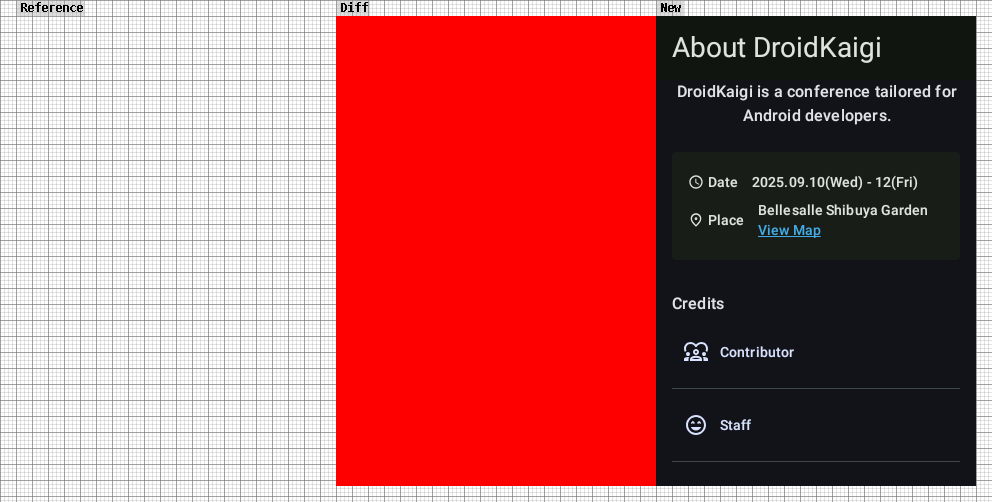 Reference
Diff
New
About DroidKaigi
DroidKaigi is a conference tailored for
Android developers.
Date 2025.09.10(Wed) - 12(Fri)
Place Bellesalle Shibuya Garden
View Map
Credits
Contributor
Staff